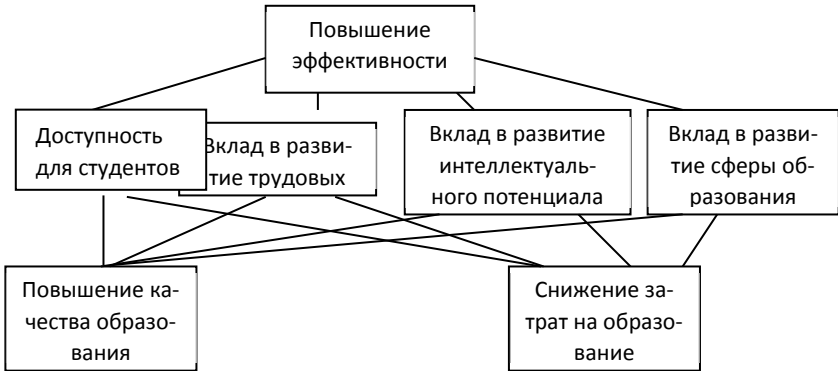 Повышение
эффективности
Доступность
для студентов
Вклад в разви-
тие трудовых
Вклад в развитие
интеллектуаль-
ного потенциала
Вклад в разви-
тие сферы об-
разования
Повышение ка-
чества образо-
вания
Снижение за-
трат на образо-
вание